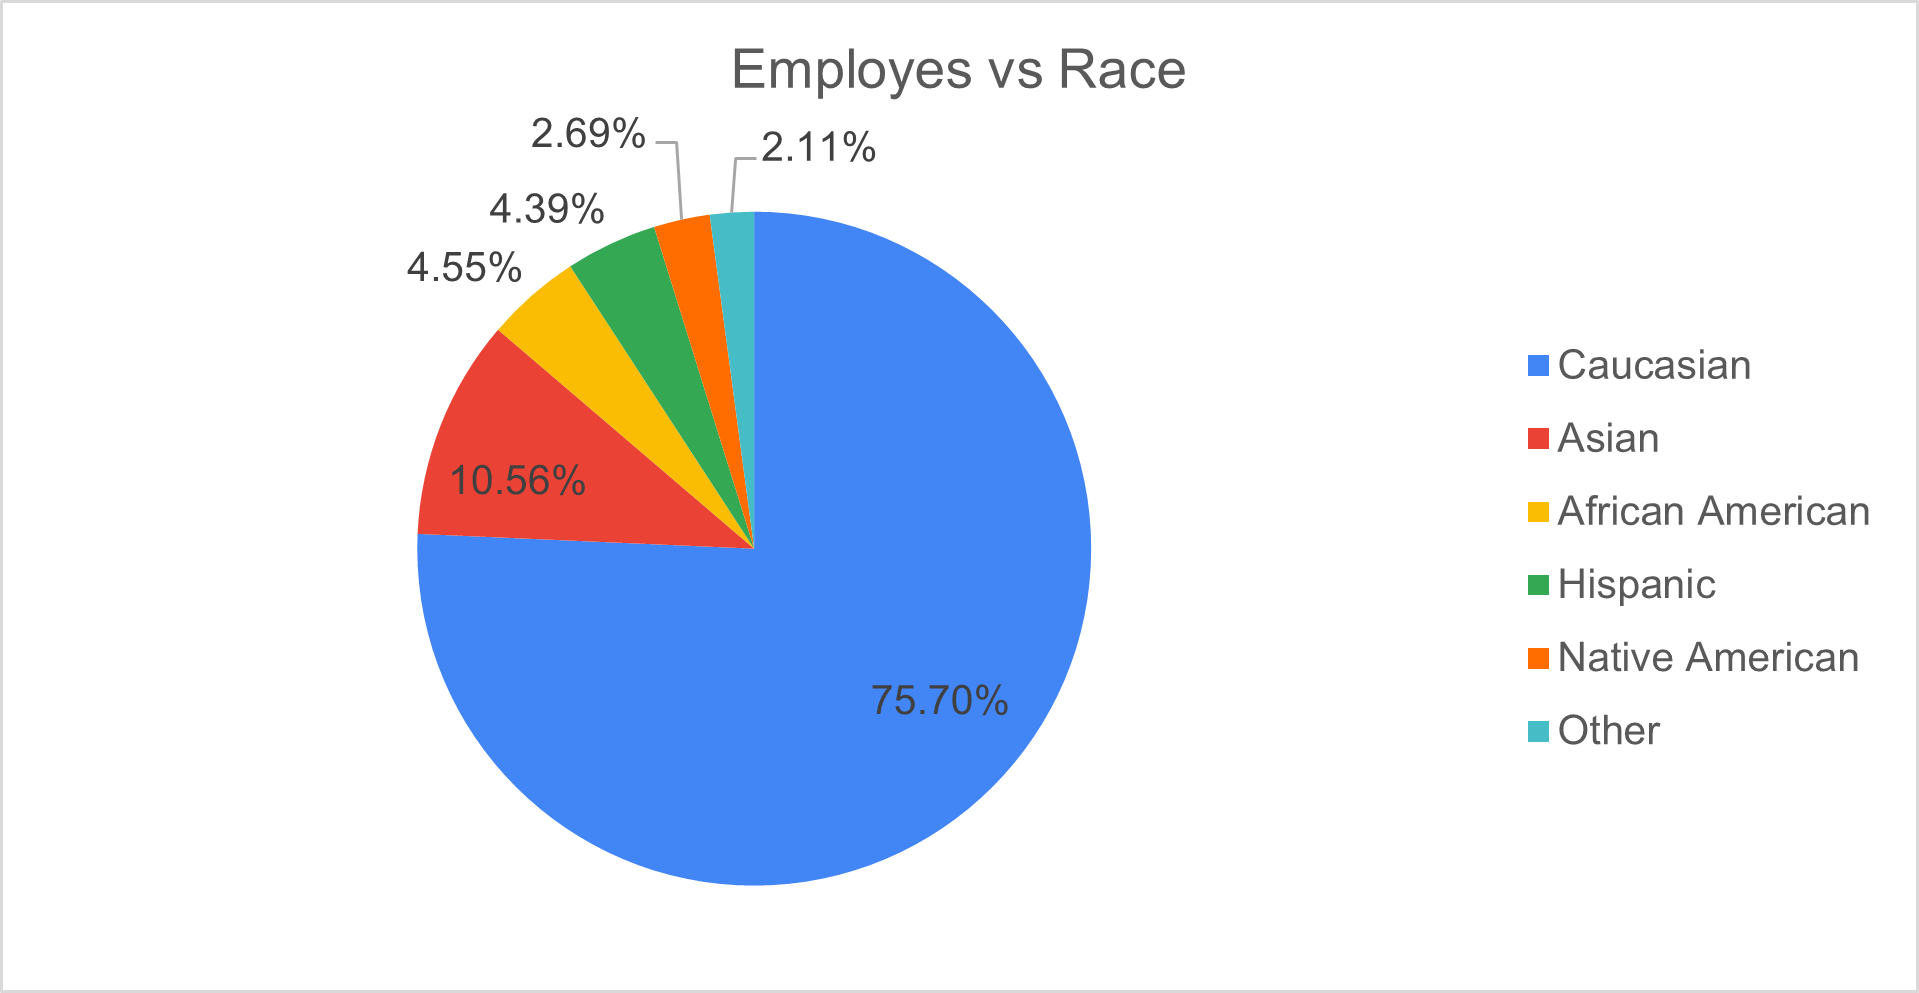 Employes vs Race
2.69%
2.11%
4.39%
4.55%
10.56%
75.70%
Caucasian
Asian
African American
Hispanic
Native American
Other